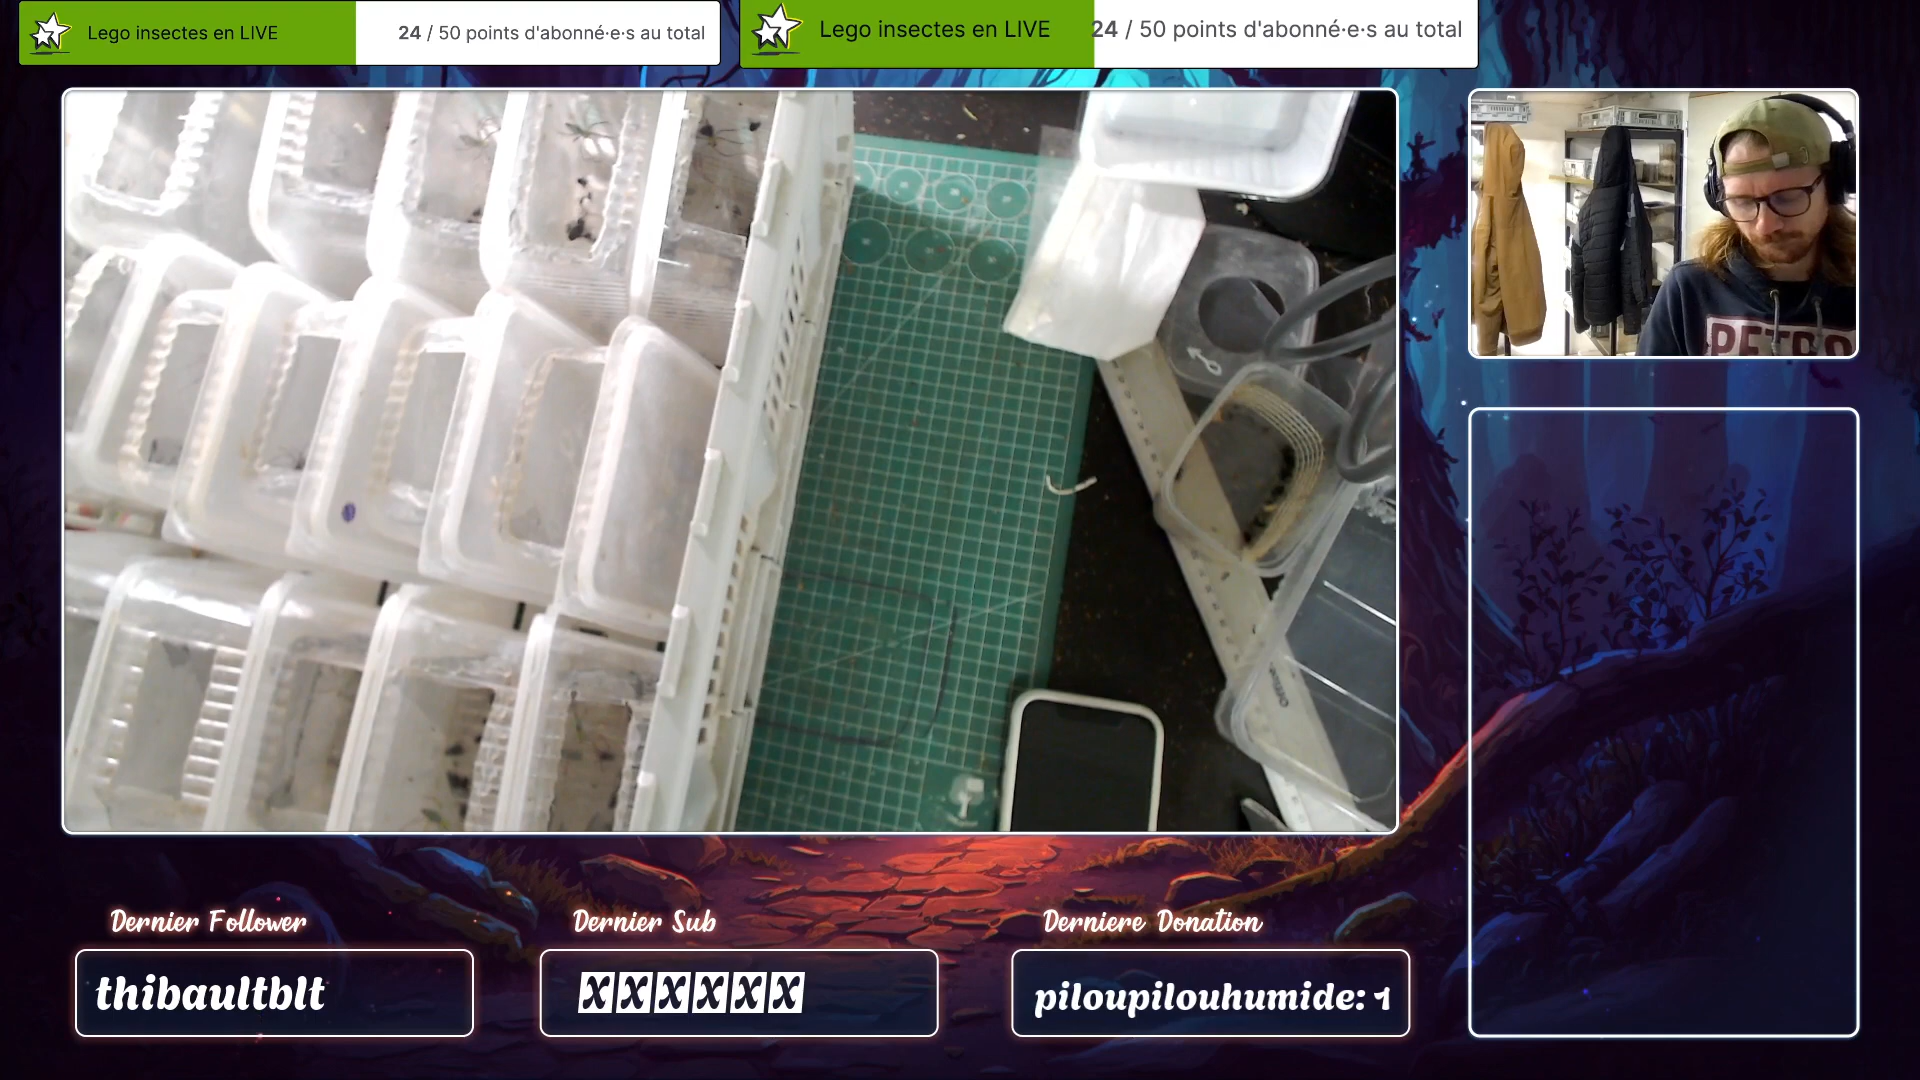 Lego insectes en LIVE
24 / 50 points d'abonné·e·s au total
Lego insectes en LIVE
24 / 50 points d'abonné·e·s au total
Dernier Follower
Dernier Sub
Derniere Donation
thibaultblt
piloupilouhumide: 1